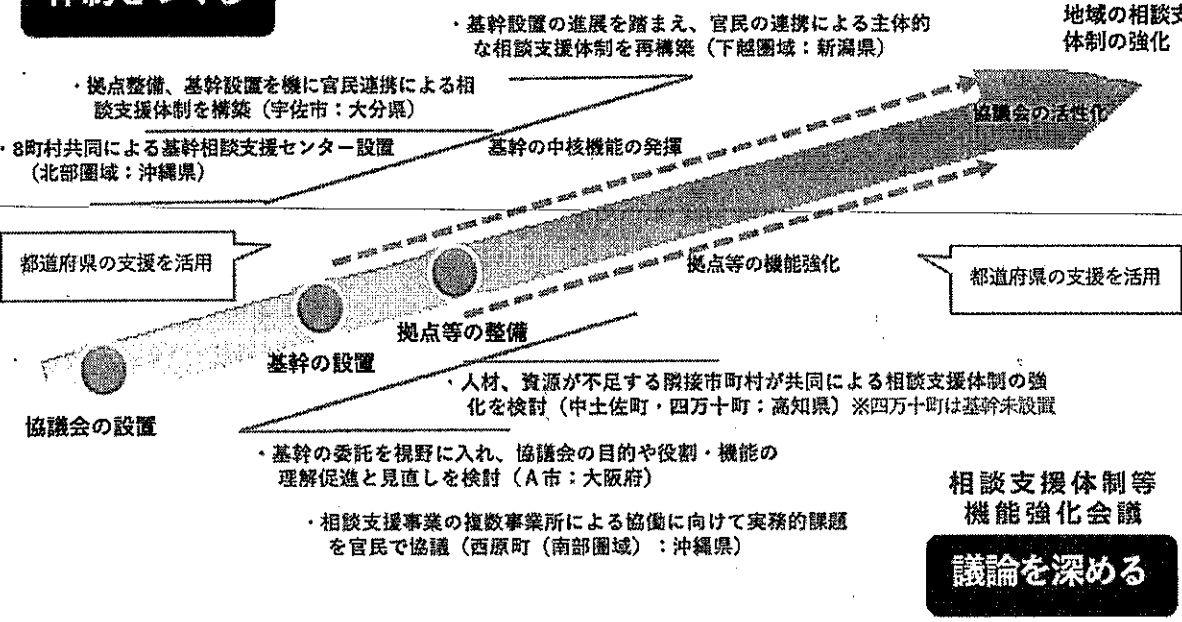 ・基幹設置の進展を踏まえ、官民の連携による主体的
な相談支援体制を再構築（下越圏域：新潟県）
地域の相談支
体制の強化
・拠点整備、基幹設置を機に官民連携による相
談支援体制を構築（宇佐市：大分県）
協議会の活性化
・8町村共同による基幹相談支援センター設置
（北部圏域：沖縄県）
基幹の中核機能の発揮
都道府県の支援を活用
拠点等の機能強化
都道府県の支援を活用
拠点等の整備
基幹の設置
協議会の設置
・人材、資源が不足する隣接市町村が共同による相談支援体制の強
化を検討（中土佐町・四万十町：高知県）※四万十町は基幹未設置
・基幹の委託を視野に入れ、協議会の目的や役割・機能の
理解促進と見直しを検討（A市：大阪府）
・相談支援事業の複数事業所による協働に向けて実務的課題
を官民で協議（西原町（南部圏域）：沖縄県）
相談支援体制等
機能強化会議
議論を深める